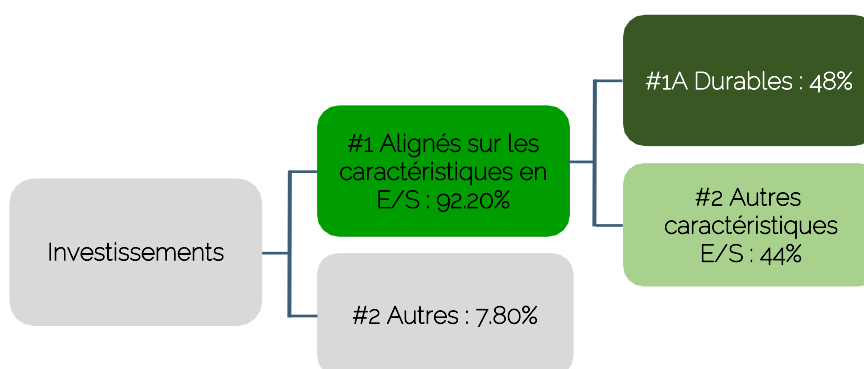 Investissements
#1 Alignés sur les
caractéristiques en
E/S : 92.20%
#2 Autres : 7.80%
#1A Durables : 48%
#2 Autres
caractéristiques
E/S : 44%